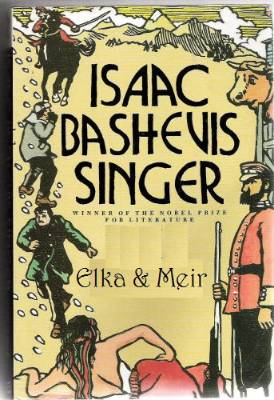 ISAAC
BASHEVIS
SINGER
WINNER OF THE NOBEL PRIZE
FOR LITERATURE
Elka & Meir